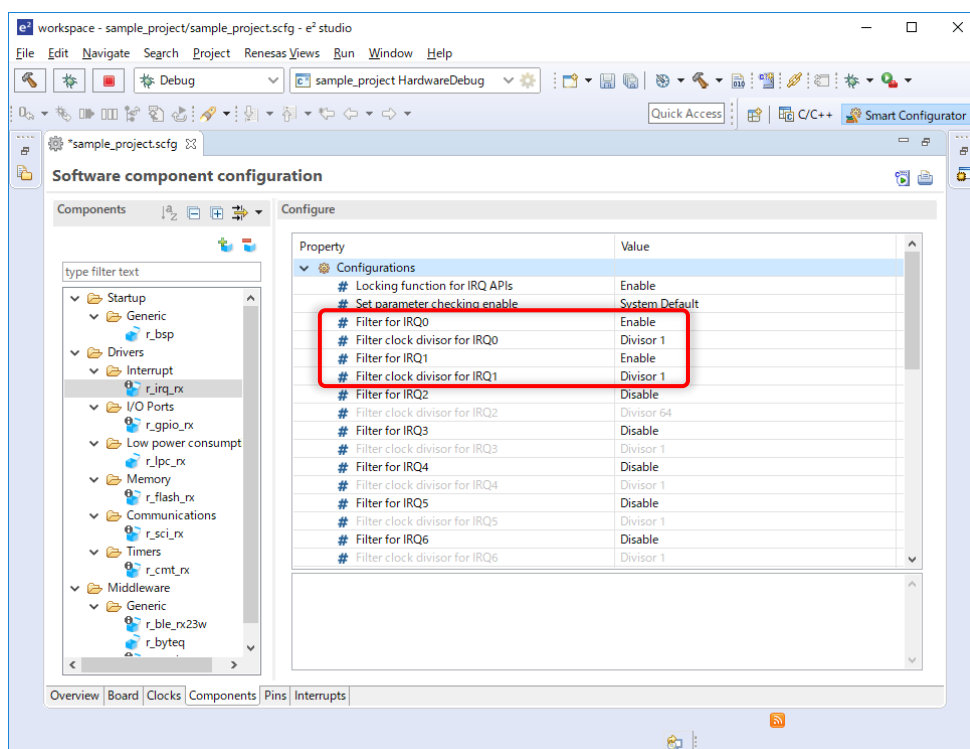 workspace - sample_project/sample_project.scfg - e² studio
File Edit Navigate Search Project Renesas Views Run Window Help
Debug sample_project HardwareDebug
Quick Access C/C++ Smart Configurator
*sample_project.scfg
Software component configuration
Components Configure
type filter text
Startup
Generic
r_bsp
Drivers
Interrupt
r_irq_rx
I/O Ports
r_gpio_rx
Low power consumpt
r_lpc_rx
Memory
r_flash_rx
Communications
r_sci_rx
Timers
r_cmt_rx
Middleware
Generic
r_ble_rx23w
r_byteq
Property Value
Configurations
# Locking function for IRQ APIs Enable
# Set parameter checking enable System Default
# Filter for IRQ0 Enable
# Filter clock divisor for IRQ0 Divisor 1
# Filter for IRQ1 Enable
# Filter clock divisor for IRQ1 Divisor 1
# Filter for IRQ2 Disable
# Filter clock divisor for IRQ2 Divisor 64
# Filter for IRQ3 Disable
# Filter clock divisor for IRQ3 Divisor 1
# Filter for IRQ4 Disable
# Filter clock divisor for IRQ4 Divisor 1
# Filter for IRQ5 Disable
# Filter clock divisor for IRQ5 Divisor 1
# Filter for IRQ6 Disable
# Filter clock divisor for IRQ6 Divisor 1
Overview Board Clocks Components Pins Interrupts